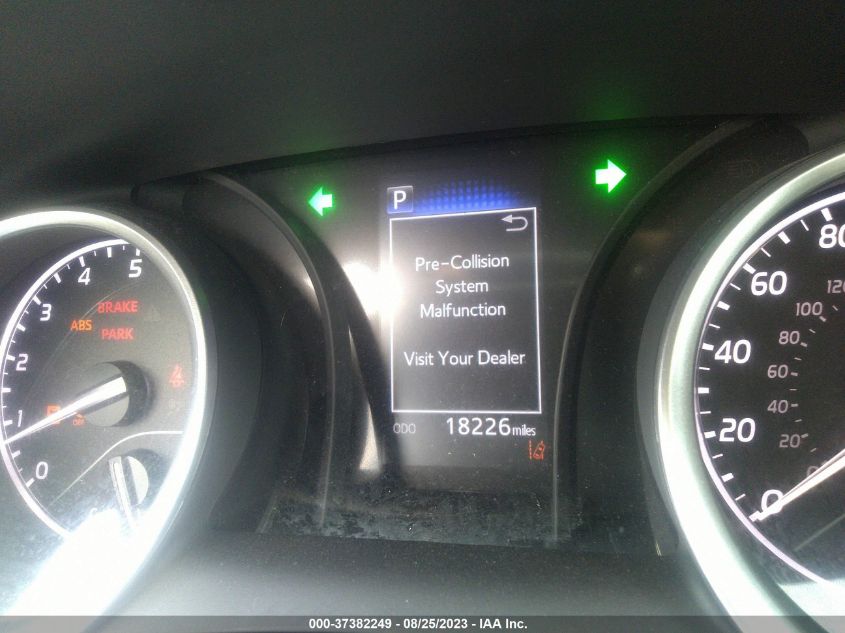 P
Pre-Collision
System
Malfunction
Visit Your Dealer
ODO 18226 miles
5
4
3
2
1
0
BRAKE
ABS
PARK
OFF
80
60
40
20
0
120
100
80
60
40
20
000-37382249 - 08/25/2023 - IAA Inc.